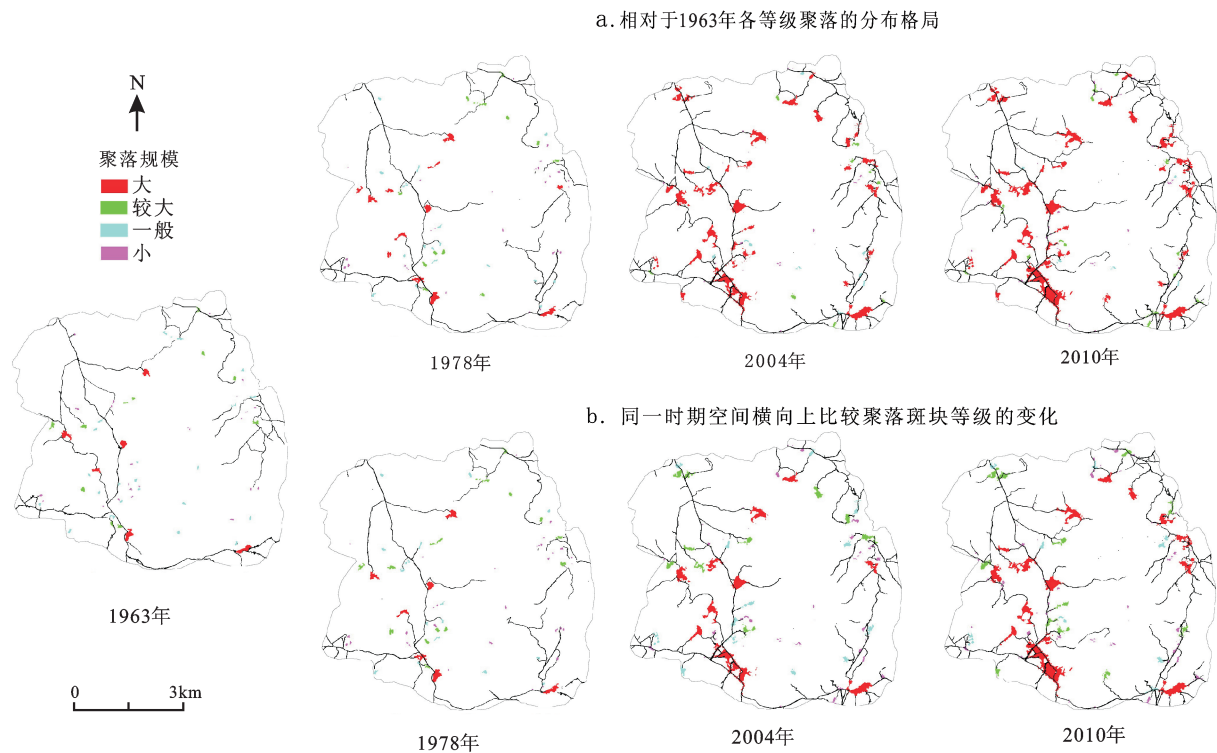 a.相对于1963年各等级聚落的分布格局
N
聚落规模
大
较大
一般
小
1978年
2004年
2010年
b. 同一时期空间横向上比较聚落斑块等级的变化
1963年
0 3km
1978年
2004年
2010年